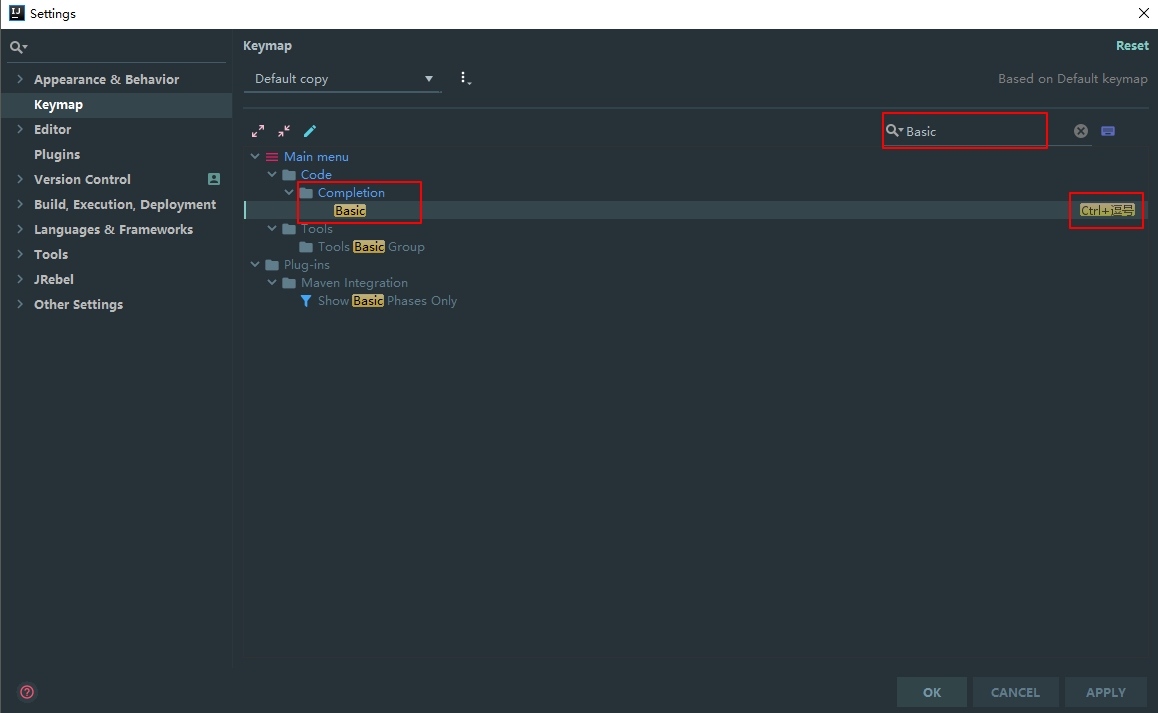 IJ Settings
Keymap
Reset
Default copy
Based on Default keymap
Appearance & Behavior
Keymap
Editor
Plugins
Version Control
Build, Execution, Deployment
Languages & Frameworks
Tools
JRebel
Other Settings
Basic
Main menu
Code
Completion
Basic Ctrl+逗号
Tools
Tools Basic Group
Plug-ins
Maven Integration
Show Basic Phases Only
? OK CANCEL APPLY